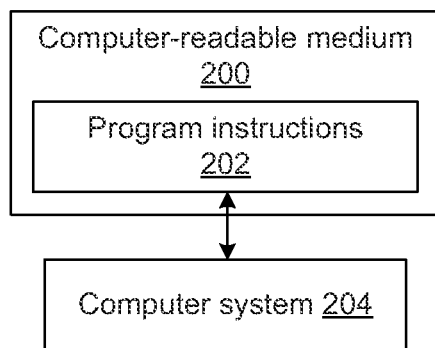 Computer-readable medium
200
Program instructions
202
Computer system 204